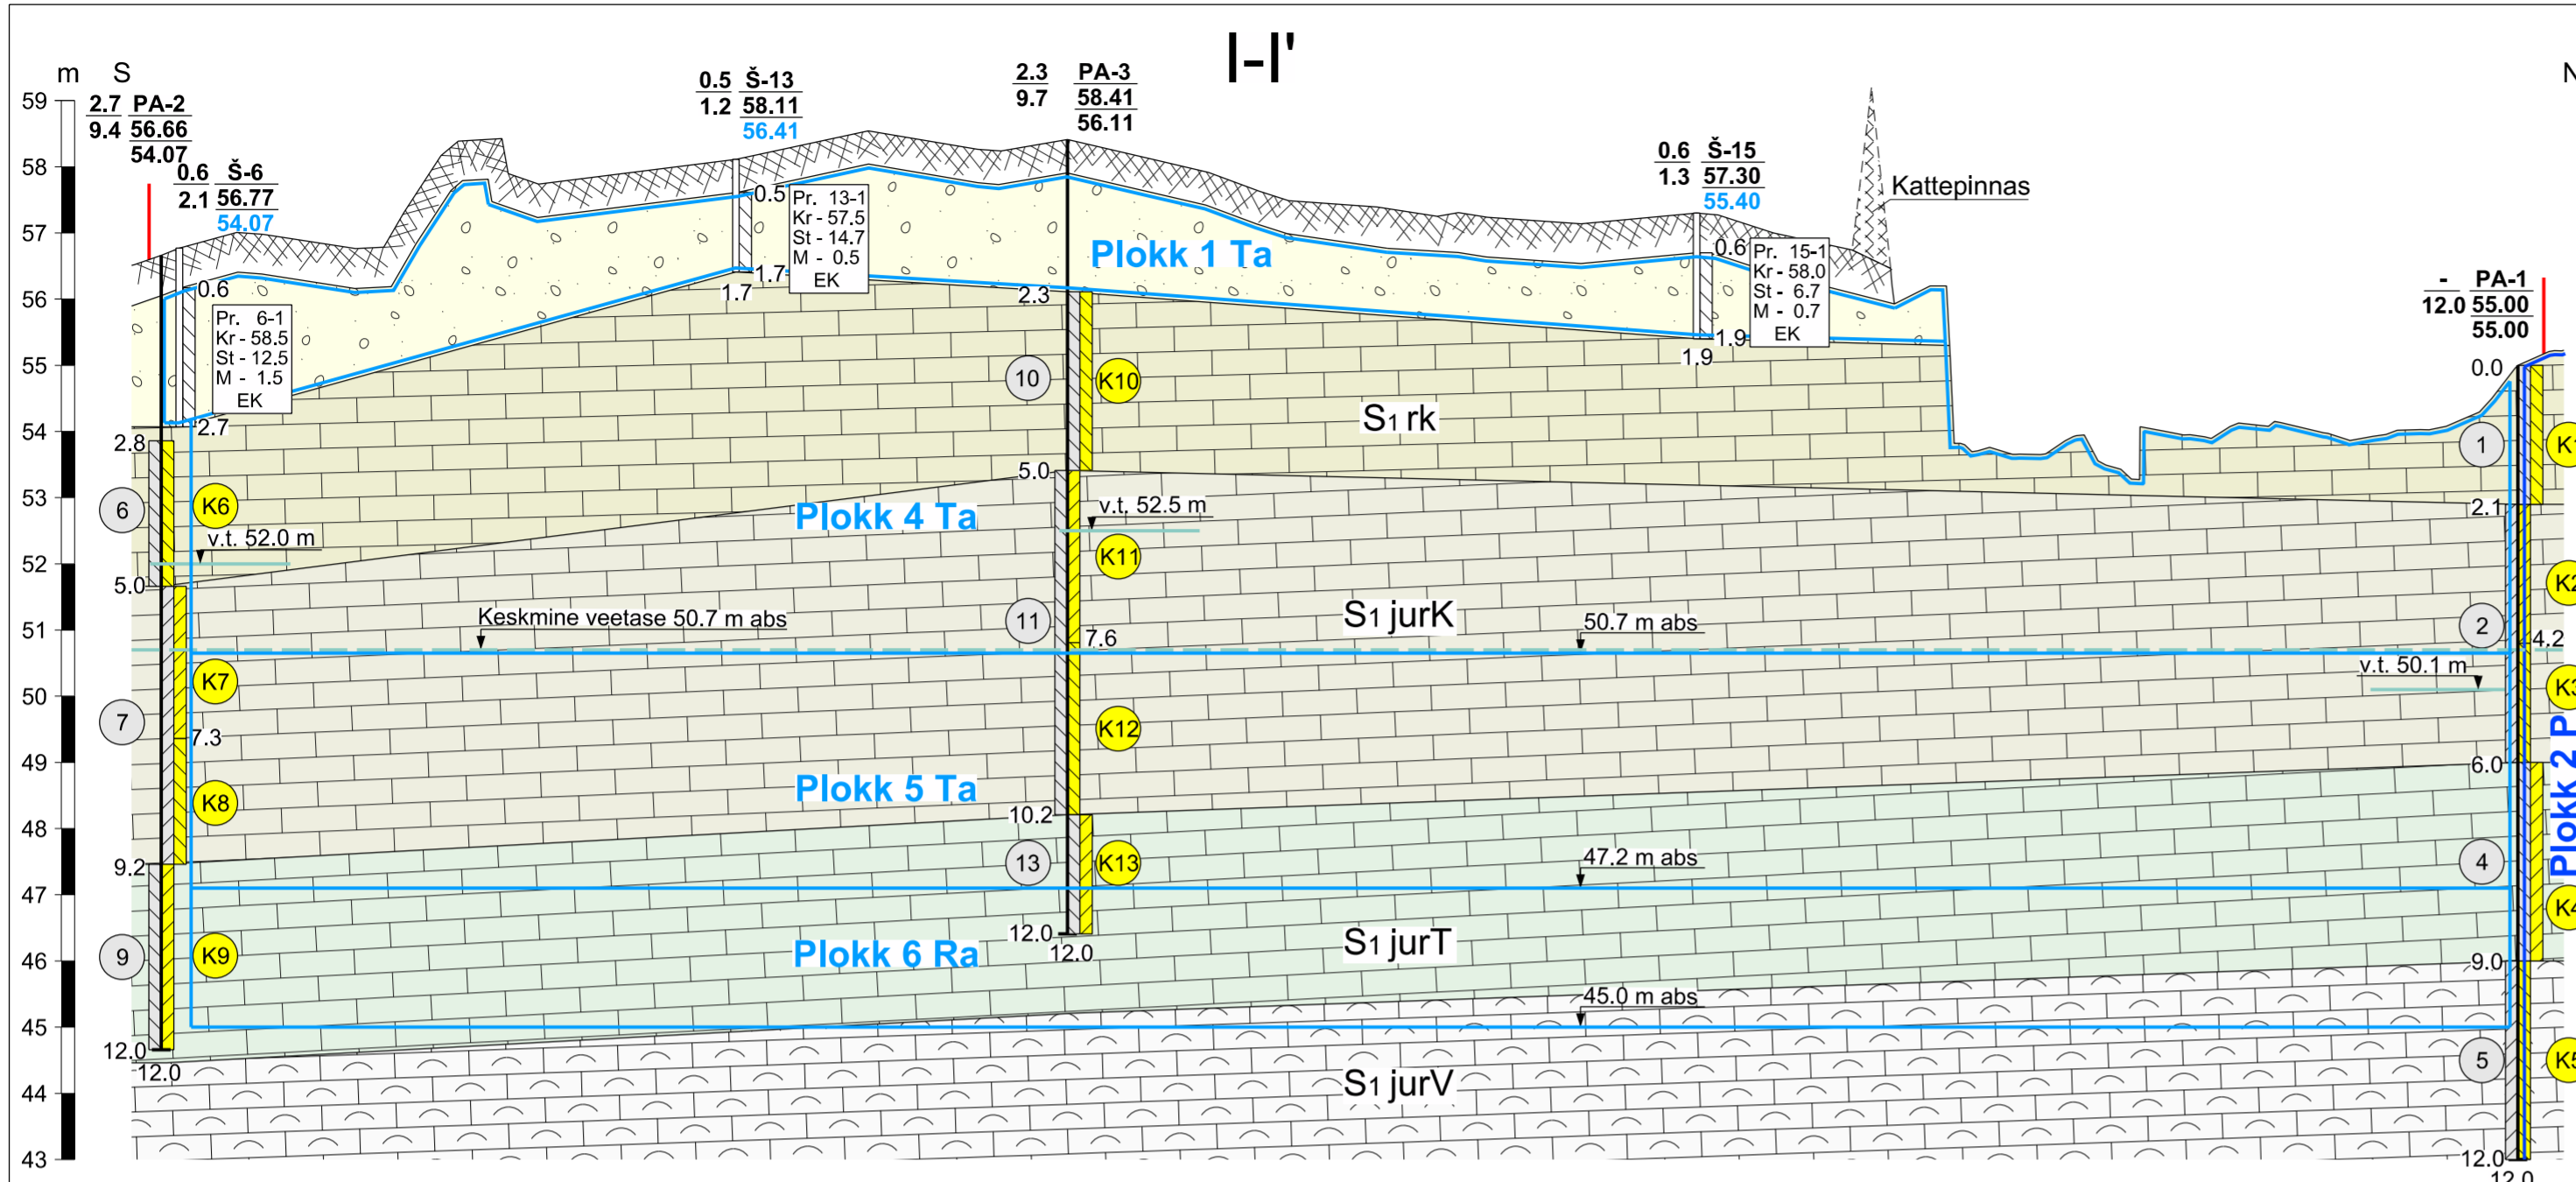 I-I'
m S
N
59
58
57
56
55
54
53
52
51
50
49
48
47
46
45
44
43
2.7 PA-2
9.4 56.66
54.07
0.6 Š-6
2.1 56.77
54.07
0.5 Š-13
1.2 58.11
56.41
2.3 PA-3
9.7 58.41
56.11
0.6 Š-15
1.3 57.30
55.40
- PA-1
12.0 55.00
55.00
Kattepinnas
0.6
Pr. 6-1
Kr - 58.5
St - 12.5
M - 1.5
EK
2.7
0.5
Pr. 13-1
Kr - 57.5
St - 14.7
M - 0.5
EK
1.7
1.7
Plokk 1 Ta
0.6
Pr. 15-1
Kr - 58.0
St - 6.7
M - 0.7
EK
1.9
1.9
2.3
10
K10
S1 rk
0.0
1
2.8
6
K6
v.t. 52.0 m
5.0
Plokk 4 Ta
5.0
v.t. 52.5 m
K11
2.1
K2
Keskmine veetase 50.7 m abs
11
7.6
S1 jurK
50.7 m abs
2
4.2
v.t. 50.1 m
K3
K7
7
7.3
K8
K12
Plokk 5 Ta
6.0
Plokk 2 P
10.2
9.2
13
K13
47.2 m abs
4
K4
9
K9
Plokk 6 Ra
12.0
12.0
S1 jurT
9.0
45.0 m abs
12.0
12.0
S1 jurV
5
K5
12.0
12.0